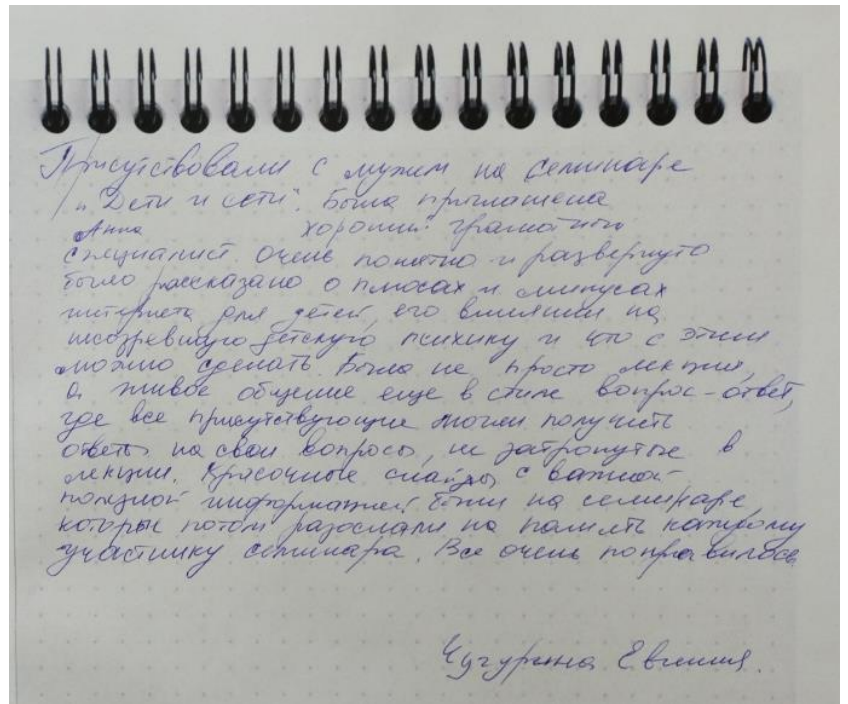 Присутствовали с мужем на семинаре
"Дети и сети". Была приглашена
Анна хороший грамотный
специалист. Очень понятно и развернуто
было рассказано о плюсах и минусах
интернета для детей, его влиянии на
несозревшую детскую психику и что с этим
можно сделать. Была не просто лекция,
а живое общение еще в стиле вопрос-ответ,
где все присутствующие могли получить
ответы на свои вопросы, не затронутые в
лекции. Красочные слайды с важной
полезной информацией были на семинаре,
которые потом разослали на память каждому
участнику семинара. Все очень понравилось
Чугурина Евгения.